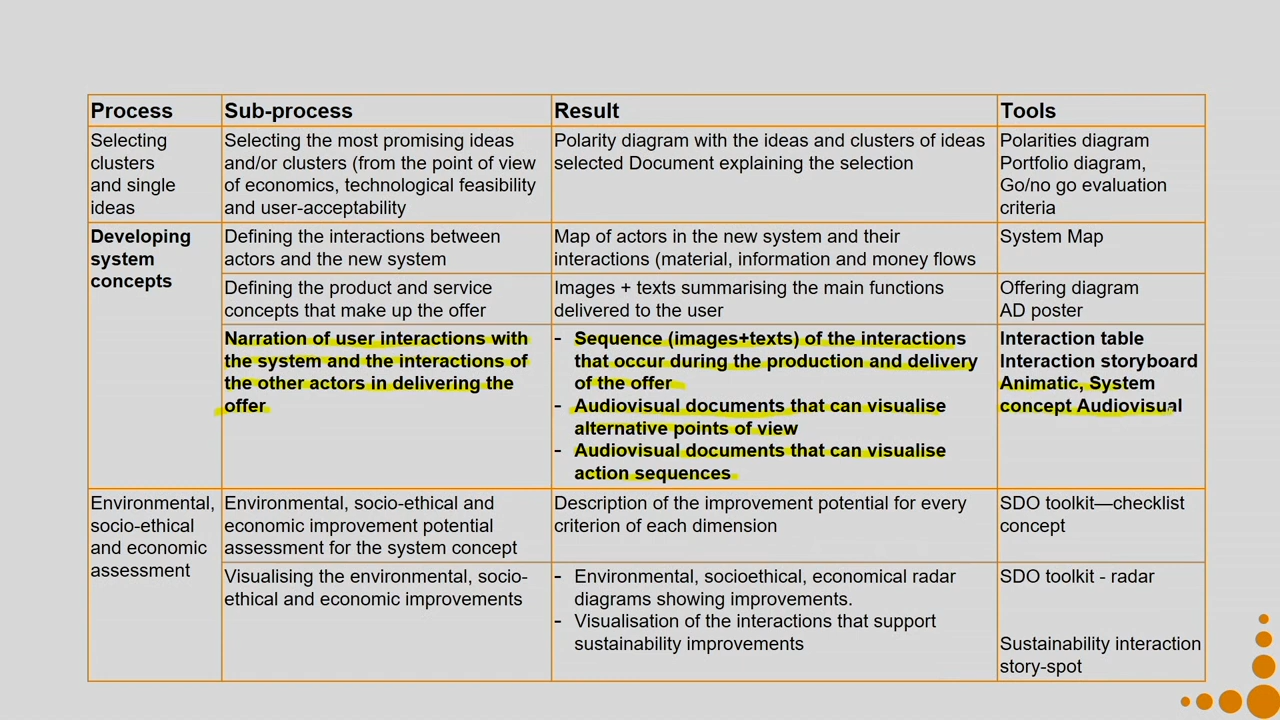 Process Sub-process Result Tools
Selecting
clusters
and single
ideas
Selecting the most promising ideas
and/or clusters (from the point of view
of economics, technological feasibility
and user-acceptability
Polarity diagram with the ideas and clusters of ideas
selected Document explaining the selection
Polarities diagram
Portfolio diagram,
Go/no go evaluation
criteria
Developing
system
concepts
Defining the interactions between
actors and the new system
Map of actors in the new system and their
interactions (material, information and money flows
System Map
Defining the product and service
concepts that make up the offer
Images + texts summarising the main functions
delivered to the user
Offering diagram
AD poster
Narration of user interactions with
the system and the interactions of
the other actors in delivering the
offer
- Sequence (images+texts) of the interactions
that occur during the production and delivery
of the offer
- Audiovisual documents that can visualise
alternative points of view
- Audiovisual documents that can visualise
action sequences
Interaction table
Interaction storyboard
Animatic, System
concept Audiovisual
Environmental,
socio-ethical
and economic
assessment
Environmental, socio-ethical and
economic improvement potential
assessment for the system concept
Description of the improvement potential for every
criterion of each dimension
SDO toolkit—checklist
concept
Visualising the environmental, socio-
ethical and economic improvements
- Environmental, socioethical, economical radar
diagrams showing improvements.
- Visualisation of the interactions that support
sustainability improvements
SDO toolkit - radar
Sustainability interaction
story-spot